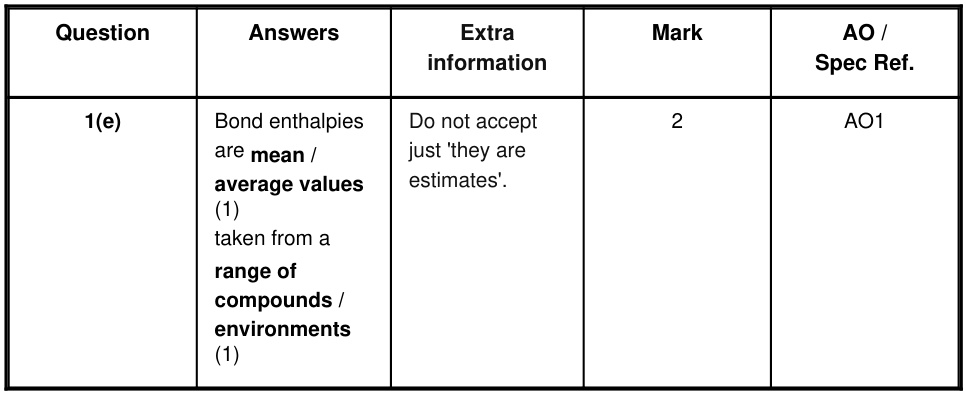 Question
Answers
Extra
information
Mark
AO /
Spec Ref.
1(e)
Bond enthalpies
are mean /
average values
(1)
taken from a
range of
compounds /
environments
(1)
Do not accept
just 'they are
estimates'.
2
AO1